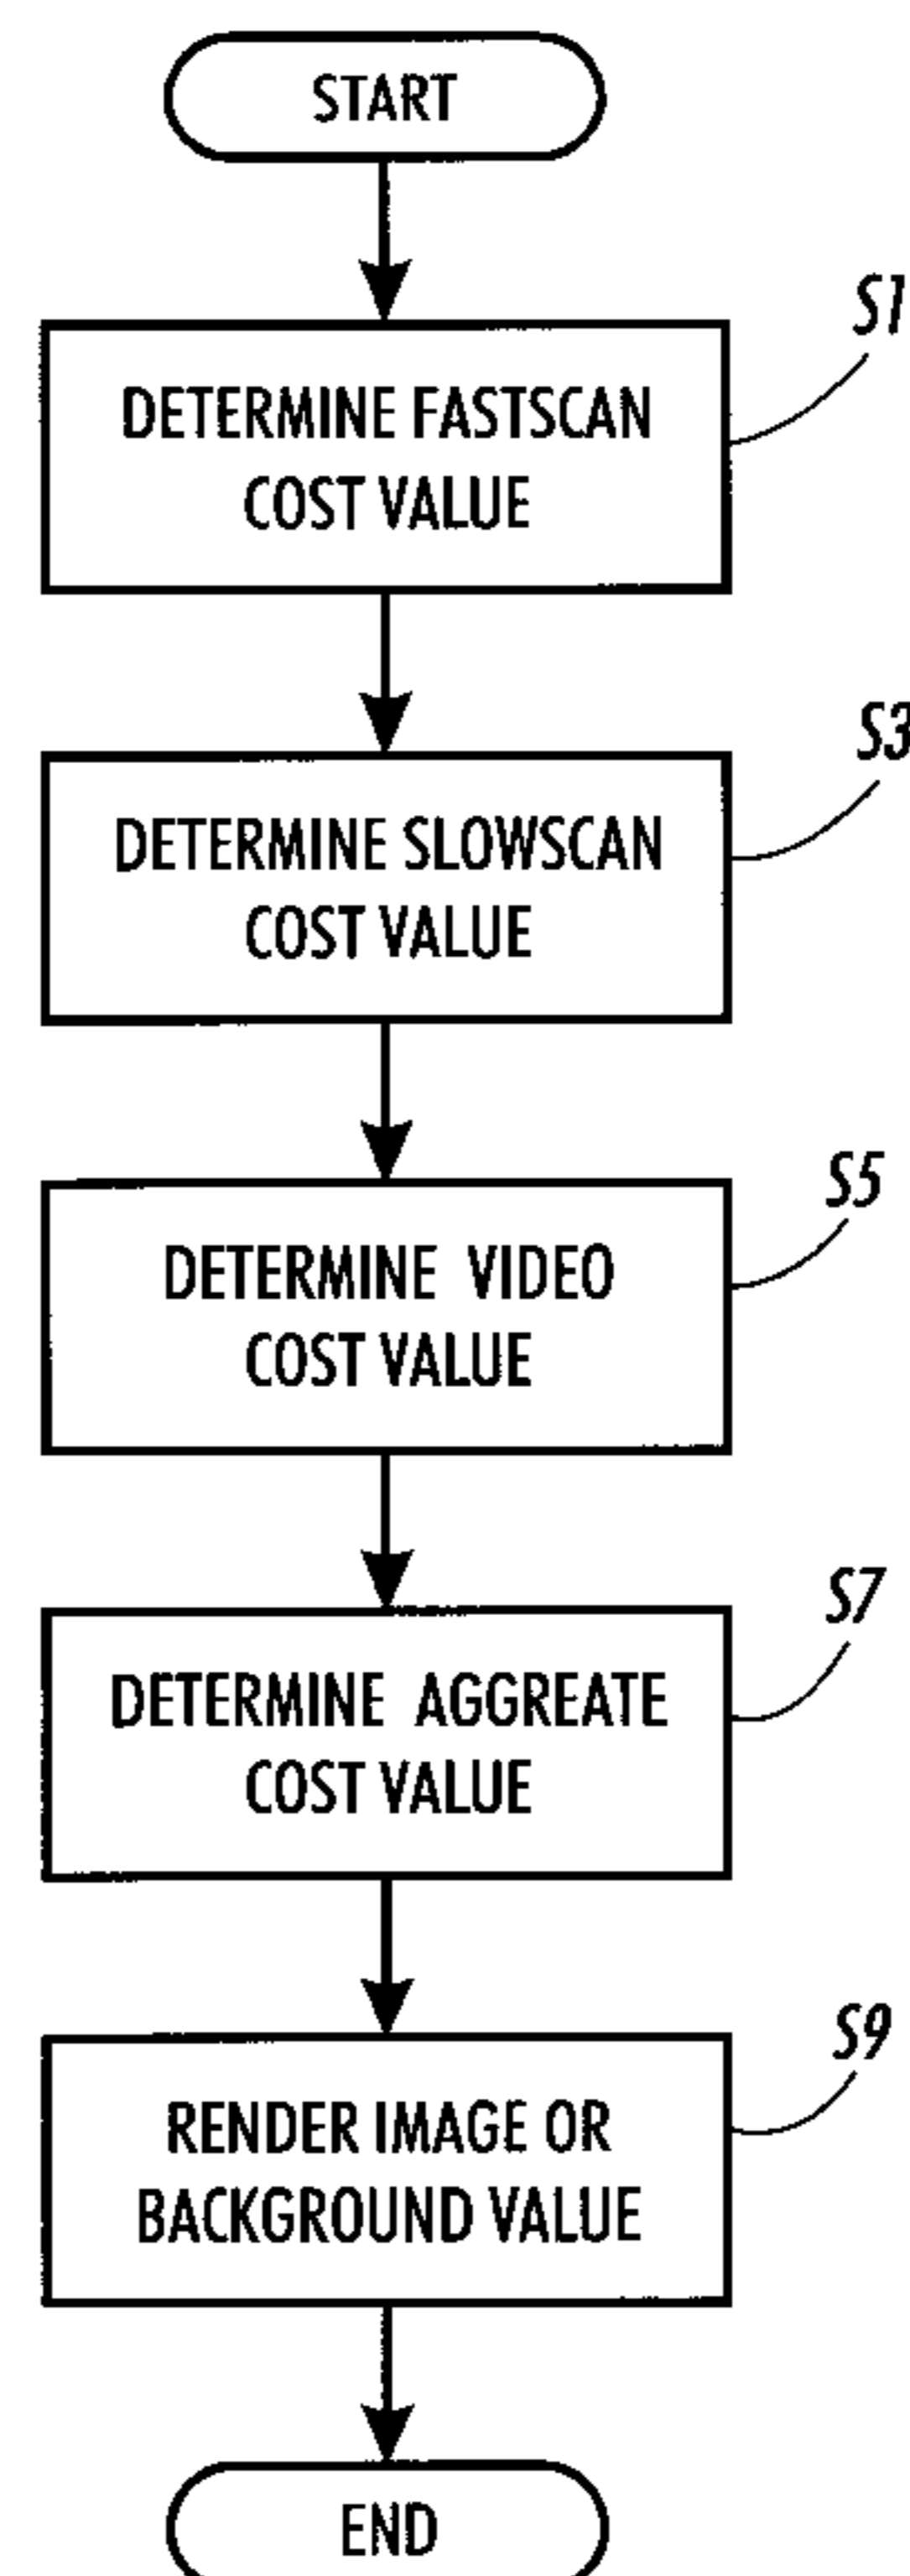 START
S1
DETERMINE FASTSCAN
COST VALUE
S3
DETERMINE SLOWSCAN
COST VALUE
S5
DETERMINE VIDEO
COST VALUE
S7
DETERMINE AGGREATE
COST VALUE
S9
RENDER IMAGE OR
BACKGROUND VALUE
END